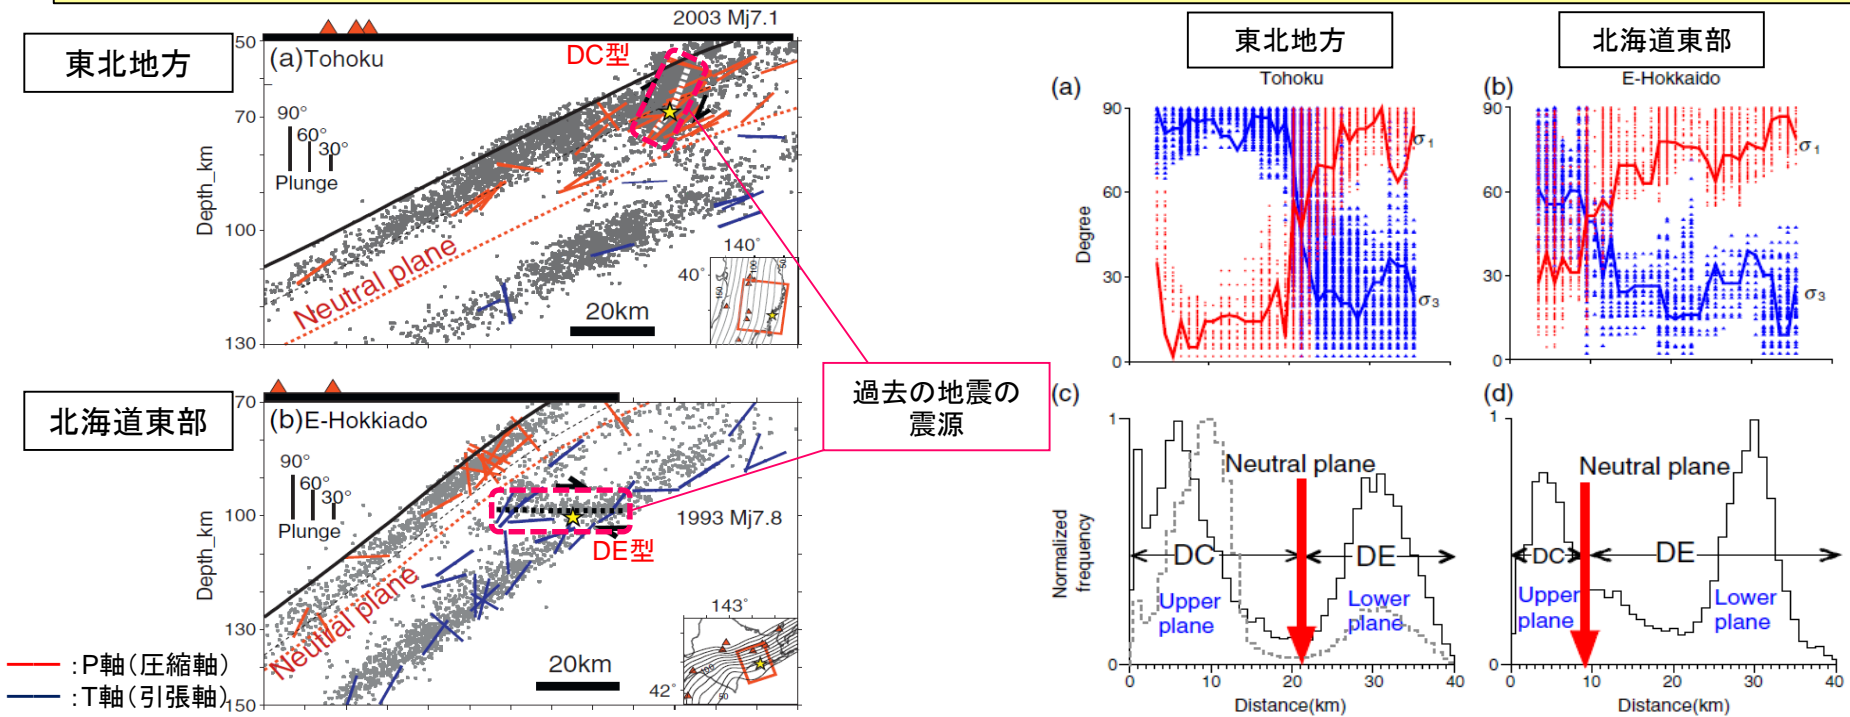 東北地方
2003 Mj7.1
(a)Tohoku
DC型
50
70
100
130
Depth_km
90°
60°
30°
Plunge
Neutral plane
20km
140°
40°
100
50
150
北海道東部
(b)E-Hokkiado
70
100
130
150
Depth_km
90°
60°
30°
Plunge
Neutral plane
1993 Mj7.8
DE型
20km
143°
42°
50
:P軸(圧縮軸)
:T軸(引張軸)
過去の地震の
震源
東北地方
Tohoku
(a)
90
60
30
0
Degree
σ1
σ3
北海道東部
E-Hokkaido
(b)
90
60
30
0
σ1
σ3
(c)
1
0
Normalized
frequency
Neutral plane
DC
DE
Upper
plane
Lower
plane
0 10 20 30 40
Distance(km)
(d)
1
0
Neutral plane
DC
DE
Upper
plane
Lower
plane
0 10 20 30 40
Distance(km)